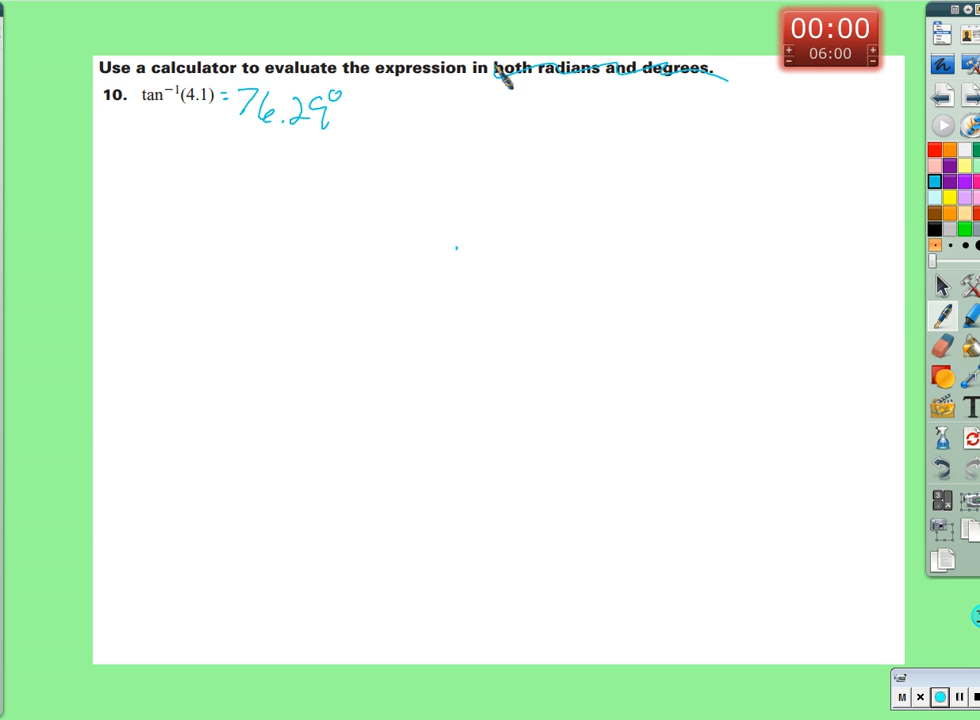 00:00
06:00
Use a calculator to evaluate the expression in both radians and degrees.
10. tan⁻¹(4.1) = 76.29°
T
M